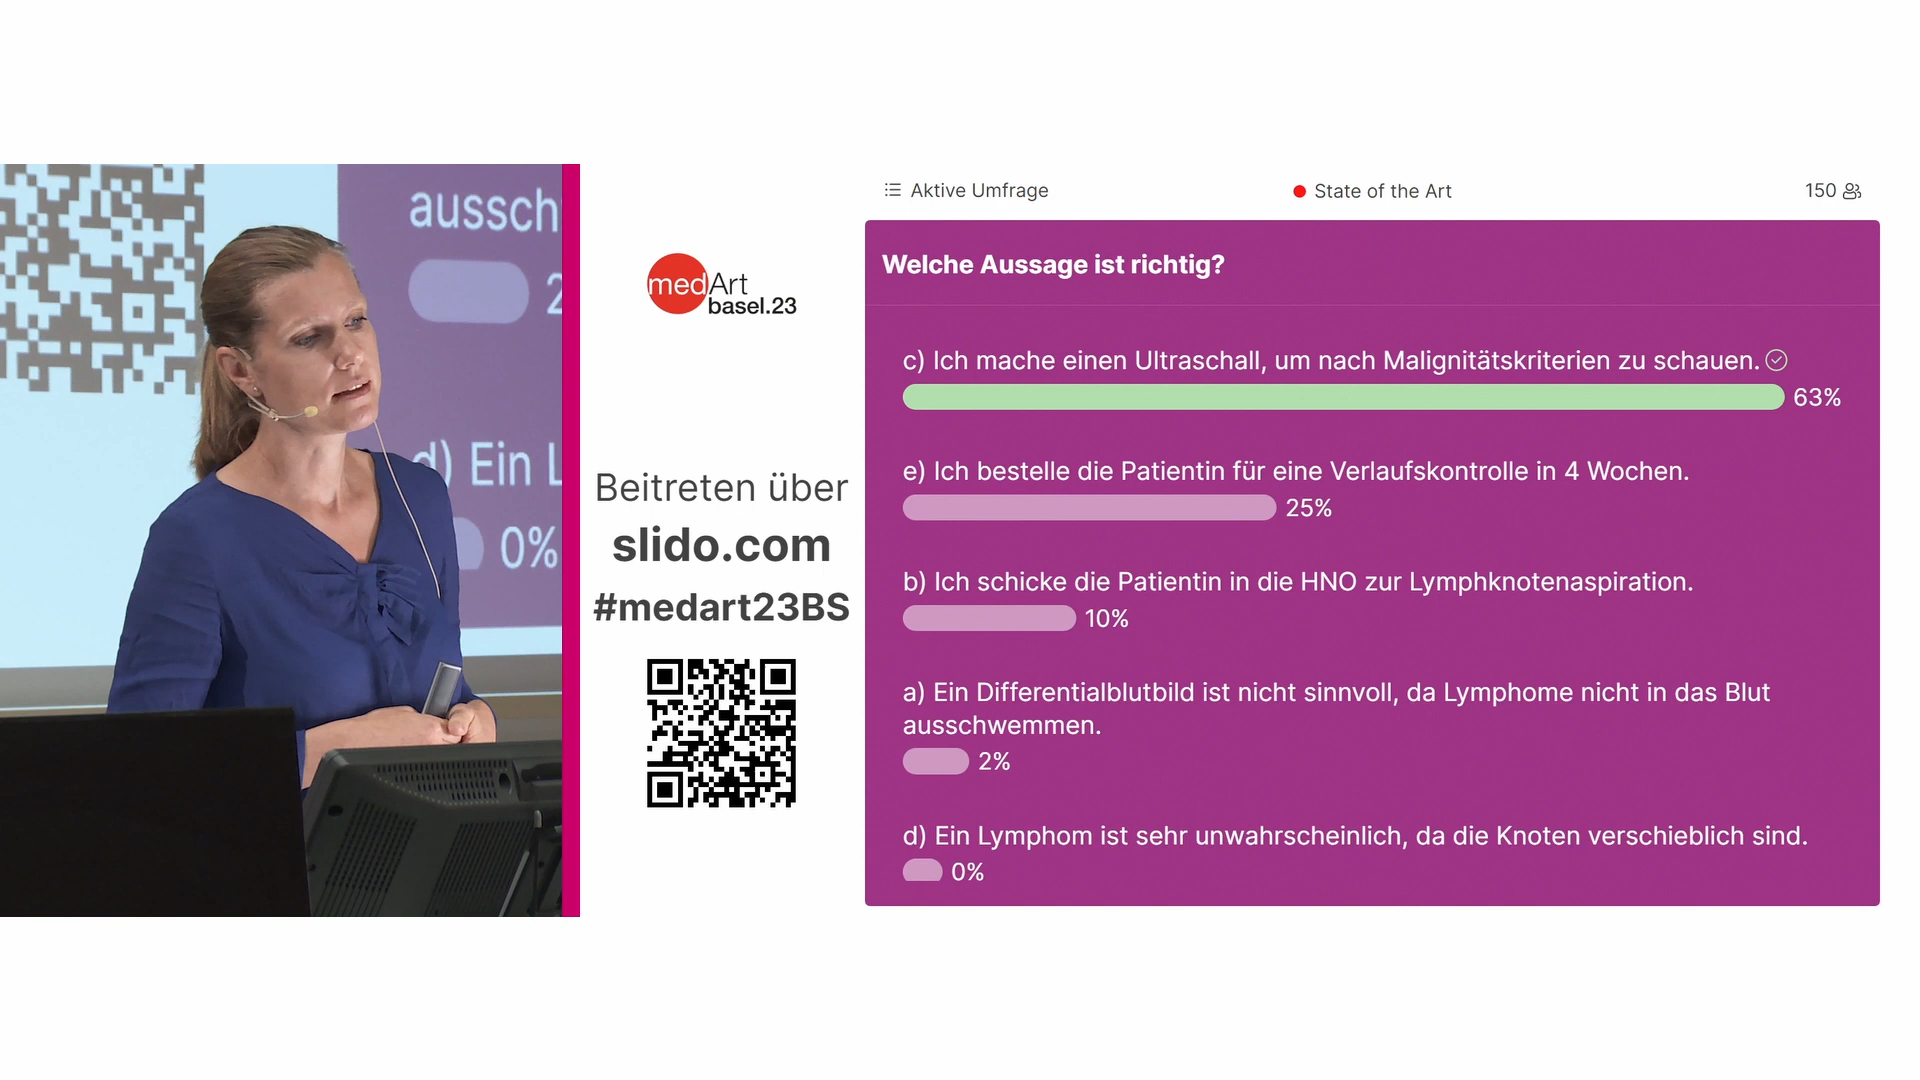 aussch
2
d) Ein L
0%
medArt
basel.23
Beitreten über
slido.com
#medart23BS
Aktive Umfrage
State of the Art
150
Welche Aussage ist richtig?
c) Ich mache einen Ultraschall, um nach Malignitätskriterien zu schauen.
63%
e) Ich bestelle die Patientin für eine Verlaufskontrolle in 4 Wochen.
25%
b) Ich schicke die Patientin in die HNO zur Lymphknotenaspiration.
10%
a) Ein Differentialblutbild ist nicht sinnvoll, da Lymphome nicht in das Blut
ausschwemmen.
2%
d) Ein Lymphom ist sehr unwahrscheinlich, da die Knoten verschieblich sind.
0%